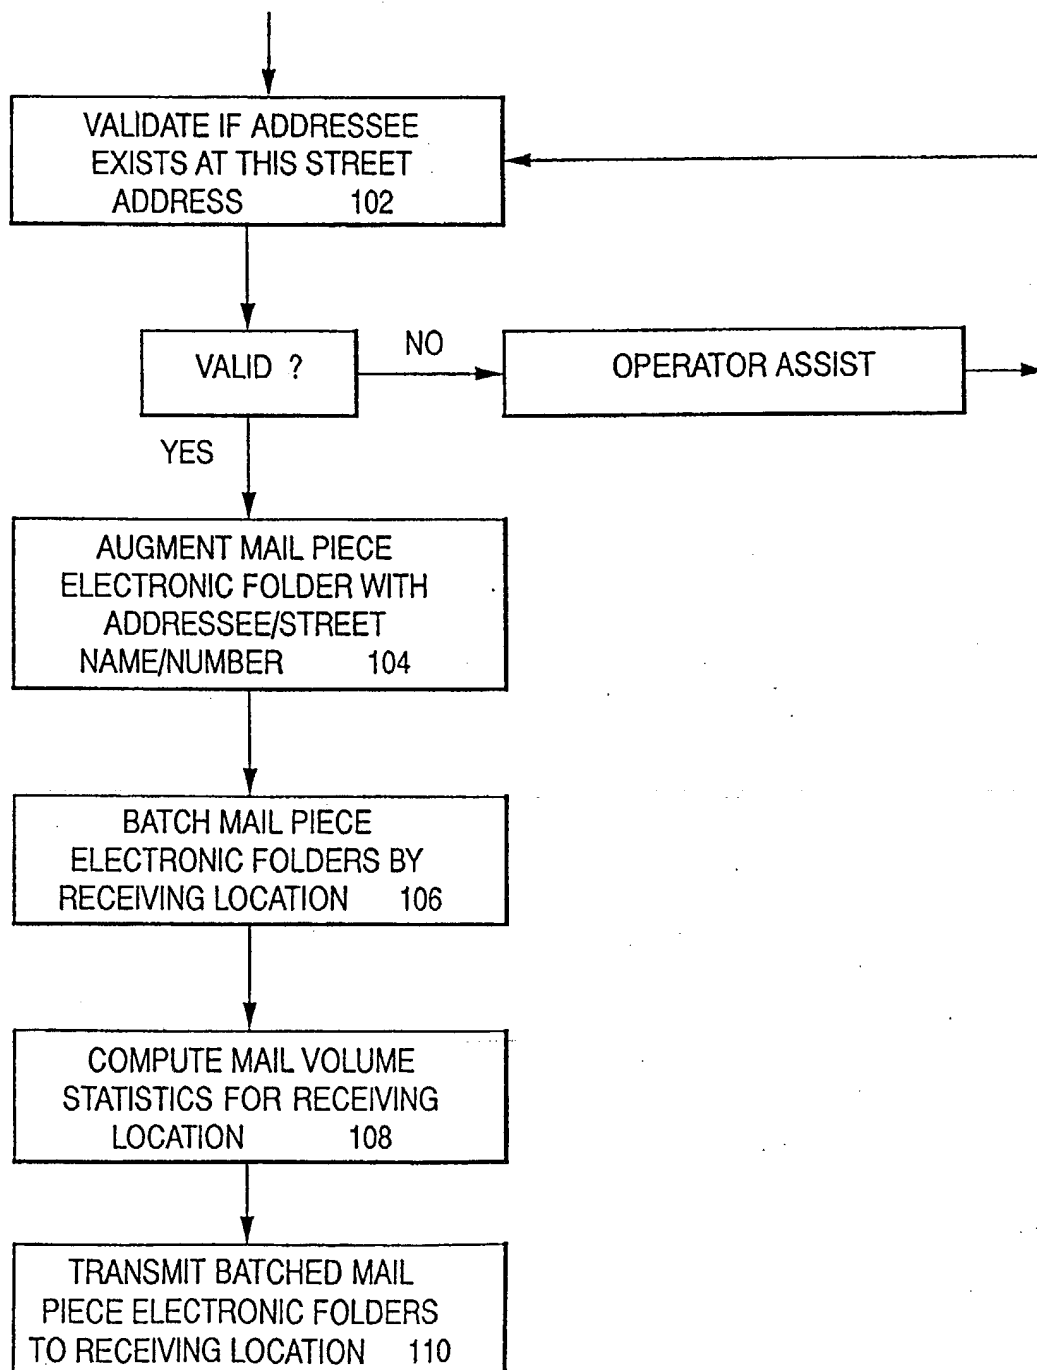 VALIDATE IF ADDRESSEE
EXISTS AT THIS STREET
ADDRESS 102
VALID ?
NO
OPERATOR ASSIST
YES
AUGMENT MAIL PIECE
ELECTRONIC FOLDER WITH
ADDRESSEE/STREET
NAME/NUMBER 104
BATCH MAIL PIECE
ELECTRONIC FOLDERS BY
RECEIVING LOCATION 106
COMPUTE MAIL VOLUME
STATISTICS FOR RECEIVING
LOCATION 108
TRANSMIT BATCHED MAIL
PIECE ELECTRONIC FOLDERS
TO RECEIVING LOCATION 110